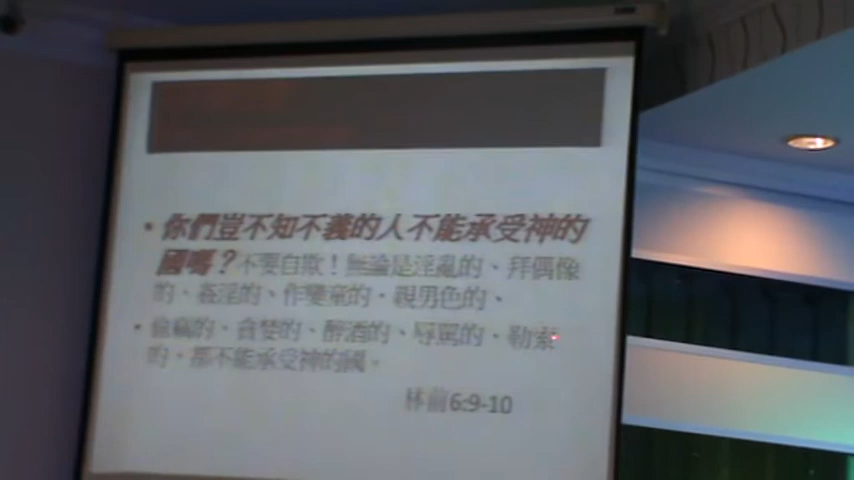 • 你們豈不知不義的人不能承受神的
國嗎？不要自欺！無論是淫亂的、拜偶像
的、姦淫的、作孌童的、親男色的、
• 偷竊的、貪婪的、醉酒的、辱罵的、勒索
的，都不能承受神的國。
林前6:9-10